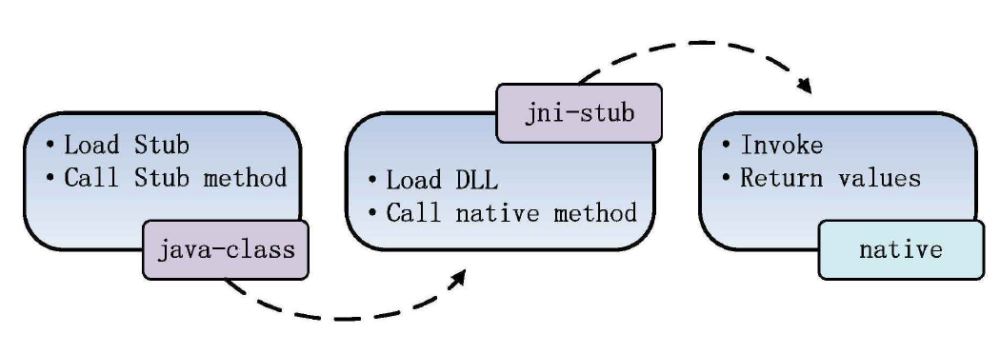 • Load Stub
• Call Stub method
java-class
jni-stub
• Load DLL
• Call native method
• Invoke
• Return values
native